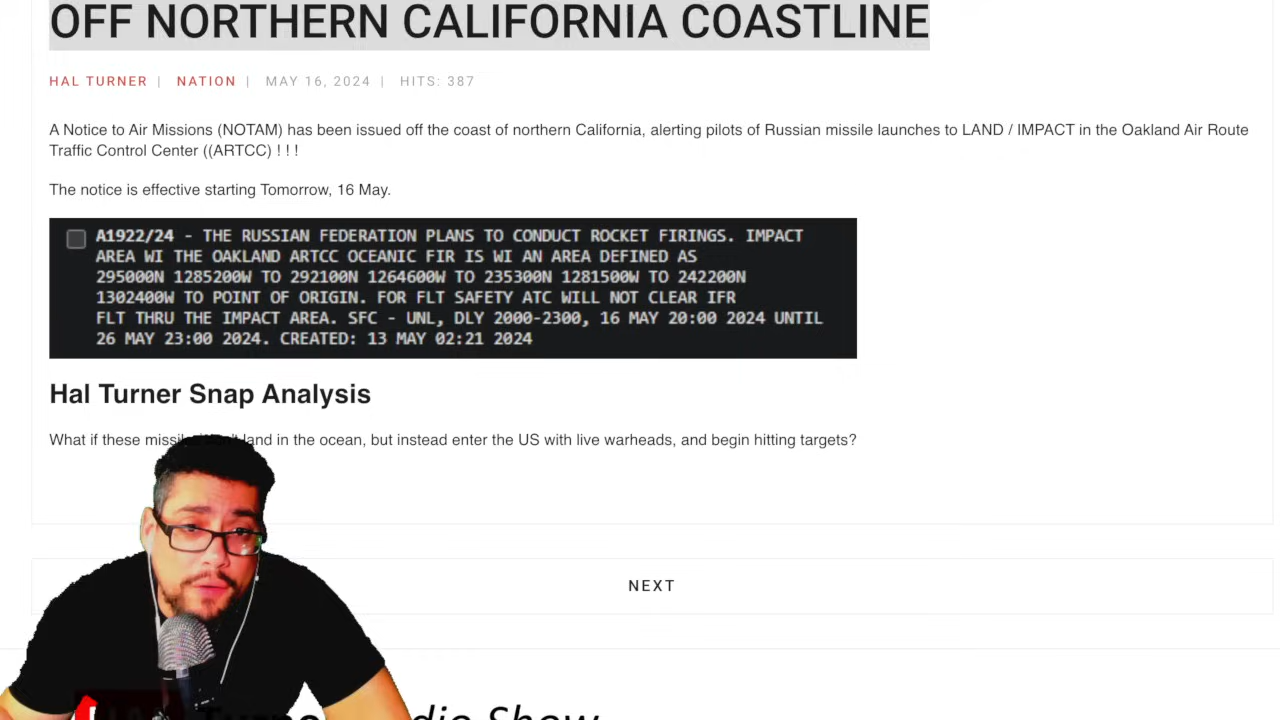 OFF NORTHERN CALIFORNIA COASTLINE
HAL TURNER | NATION | MAY 16, 2024 | HITS: 387
A Notice to Air Missions (NOTAM) has been issued off the coast of northern California, alerting pilots of Russian missile launches to LAND / IMPACT in the Oakland Air Route
Traffic Control Center ((ARTCC) ! ! !
The notice is effective starting Tomorrow, 16 May.
A1922/24 - THE RUSSIAN FEDERATION PLANS TO CONDUCT ROCKET FIRINGS. IMPACT
AREA WI THE OAKLAND ARTCC OCEANIC FIR IS WI AN AREA DEFINED AS
295000N 1285200W TO 292100N 1264600W TO 235300N 1281500W TO 242200N
1302400W TO POINT OF ORIGIN. FOR FLT SAFETY ATC WILL NOT CLEAR IFR
FLT THRU THE IMPACT AREA. SFC - UNL, DLY 2000-2300, 16 MAY 20:00 2024 UNTIL
26 MAY 23:00 2024. CREATED: 13 MAY 02:21 2024
Hal Turner Snap Analysis
What if these land in the ocean, but instead enter the US with live warheads, and begin hitting targets?
NEXT
Show